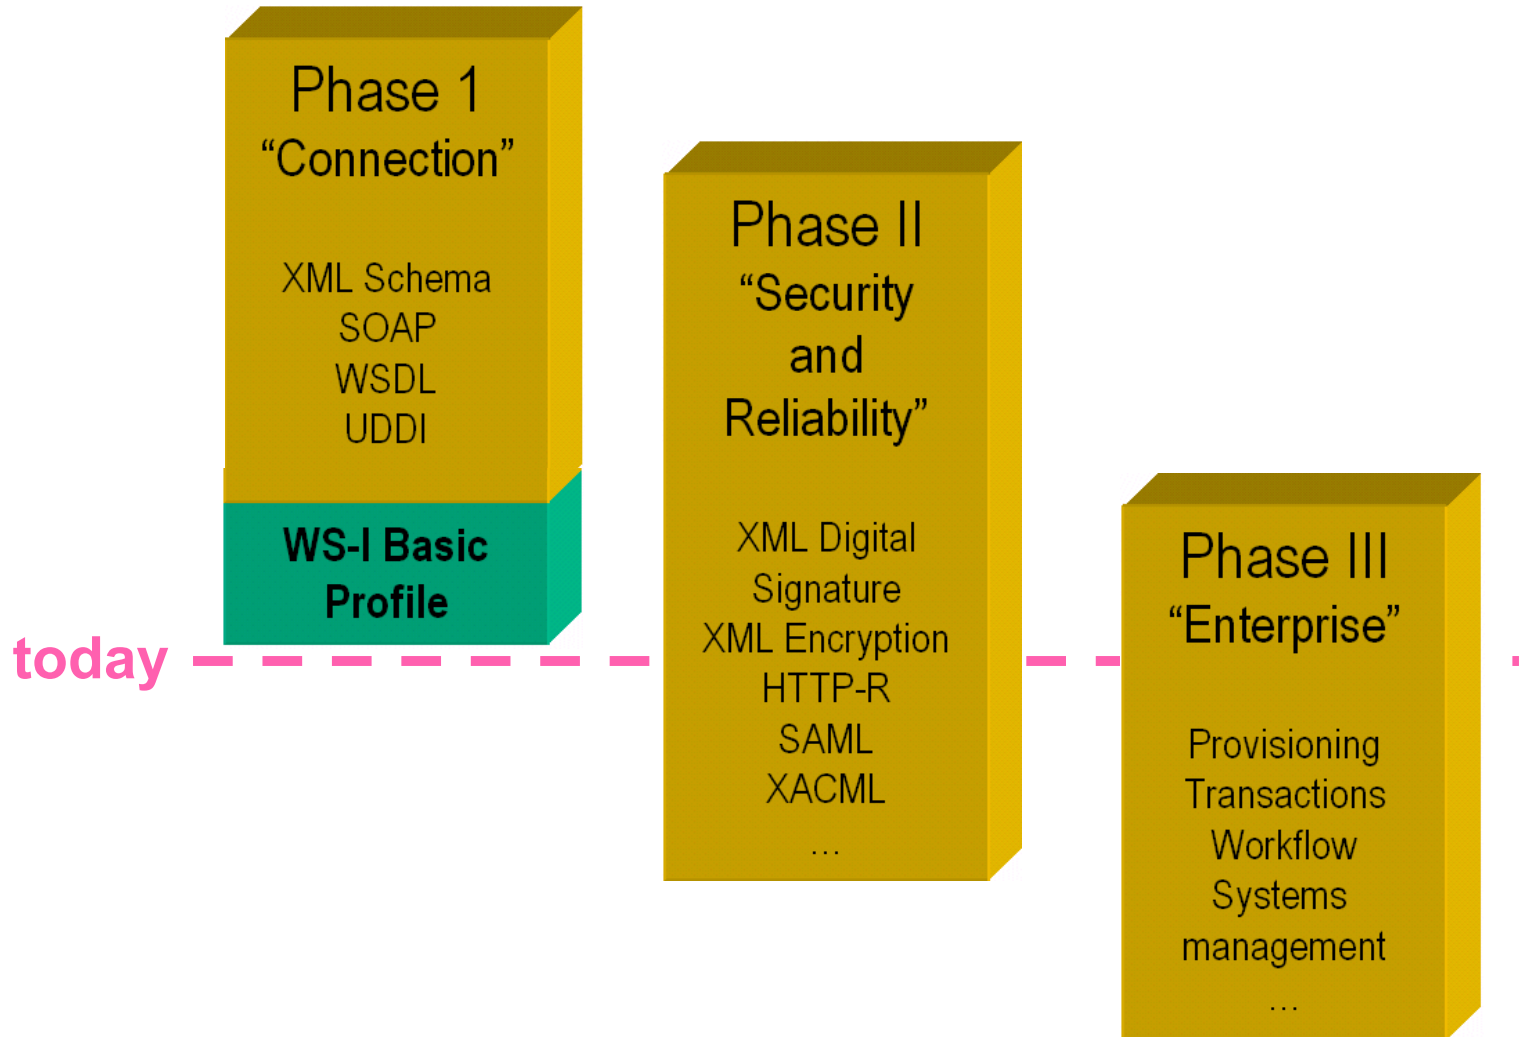 Phase 1
“Connection”
XML Schema
SOAP
WSDL
UDDI
WS-I Basic
Profile
today
Phase II
“Security
and
Reliability”
XML Digital
Signature
XML Encryption
HTTP-R
SAML
XACML
...
Phase III
“Enterprise”
Provisioning
Transactions
Workflow
Systems
management
...